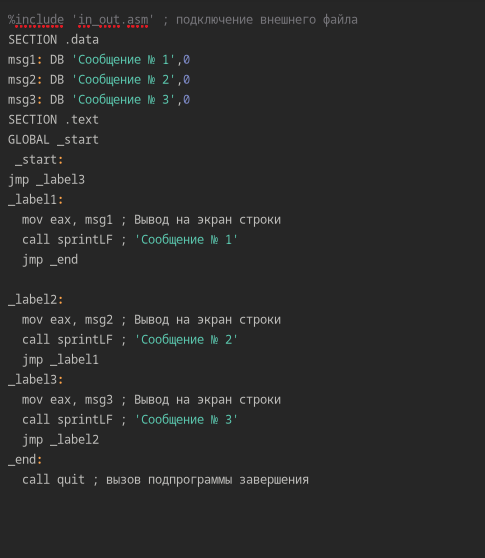 %include 'in_out.asm' ; подключение внешнего файла
SECTION .data
msg1: DB 'Сообщение № 1',0
msg2: DB 'Сообщение № 2',0
msg3: DB 'Сообщение № 3',0
SECTION .text
GLOBAL _start
_start:
jmp _label3
_label1:
mov eax, msg1 ; Вывод на экран строки
call sprintLF ; 'Сообщение № 1'
jmp _end
_label2:
mov eax, msg2 ; Вывод на экран строки
call sprintLF ; 'Сообщение № 2'
jmp _label1
_label3:
mov eax, msg3 ; Вывод на экран строки
call sprintLF ; 'Сообщение № 3'
jmp _label2
_end:
call quit ; вызов подпрограммы завершения